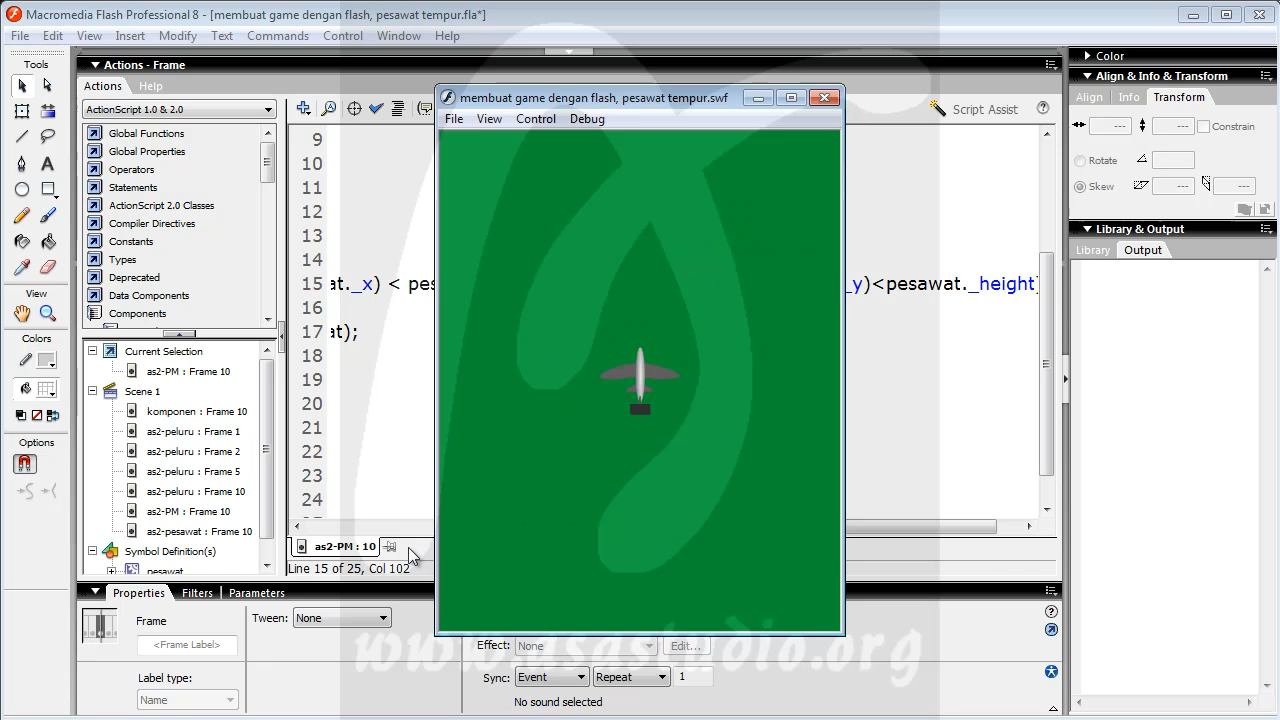 Macromedia Flash Professional 8 - [membuat game dengan flash, pesawat tempur.fla*]
File Edit View Insert Modify Text Commands Control Window Help
Tools
View
Colors
Options
Actions - Frame
Actions Help
ActionScript 1.0 & 2.0
Script Assist
Global Functions
Global Properties
Operators
Statements
ActionScript 2.0 Classes
Compiler Directives
Constants
Types
Deprecated
Data Components
Components
Current Selection
as2-PM : Frame 10
Scene 1
komponen : Frame 10
as2-peluru : Frame 1
as2-peluru : Frame 2
as2-peluru : Frame 5
as2-peluru : Frame 10
as2-PM : Frame 10
as2-pesawat : Frame 10
Symbol Definition(s)
pesawat
9
10
11
12
13
14
15 at._x) < pes _y)<pesawat._height)
16
17 at);
18
19
20
21
22
23
24
as2-PM : 10
Line 15 of 25, Col 102
membuat game dengan flash, pesawat tempur.swf
File View Control Debug
Color
Align & Info & Transform
Align Info Transform
--- --- Constrain
Rotate
Skew --- ---
Library & Output
Library Output
Properties Filters Parameters
Frame
<Frame Label>
Label type:
Name
Tween: None
Effect: None Edit...
Sync: Event Repeat 1
No sound selected
www.asastudio.org